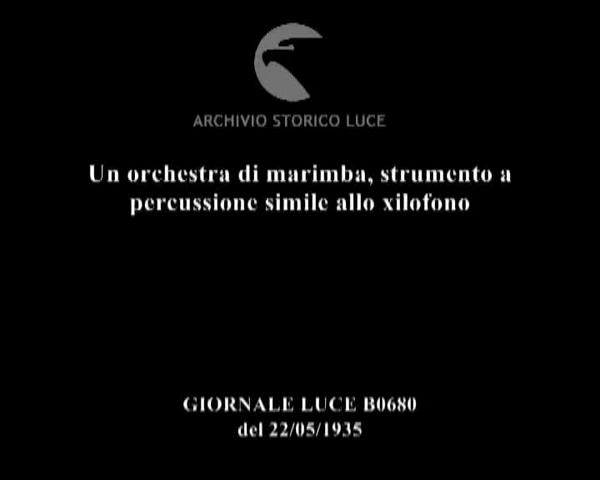 ARCHIVIO STORICO LUCE
Un orchestra di marimba, strumento a
percussione simile allo xilofono
GIORNALE LUCE B0680
del 22/05/1935